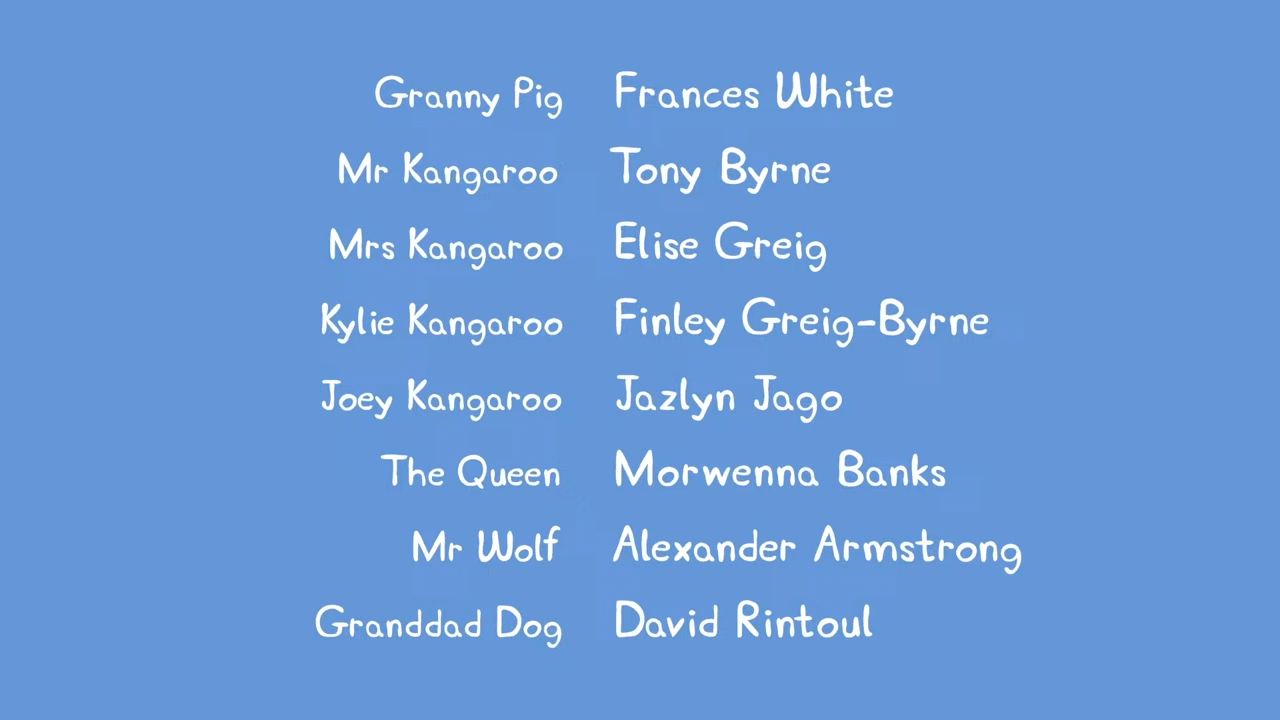 Granny Pig Frances White
Mr Kangaroo Tony Byrne
Mrs Kangaroo Elise Greig
Kylie Kangaroo Finley Greig-Byrne
Joey Kangaroo Jazlyn Jago
The Queen Morwenna Banks
Mr Wolf Alexander Armstrong
Granddad Dog David Rintoul